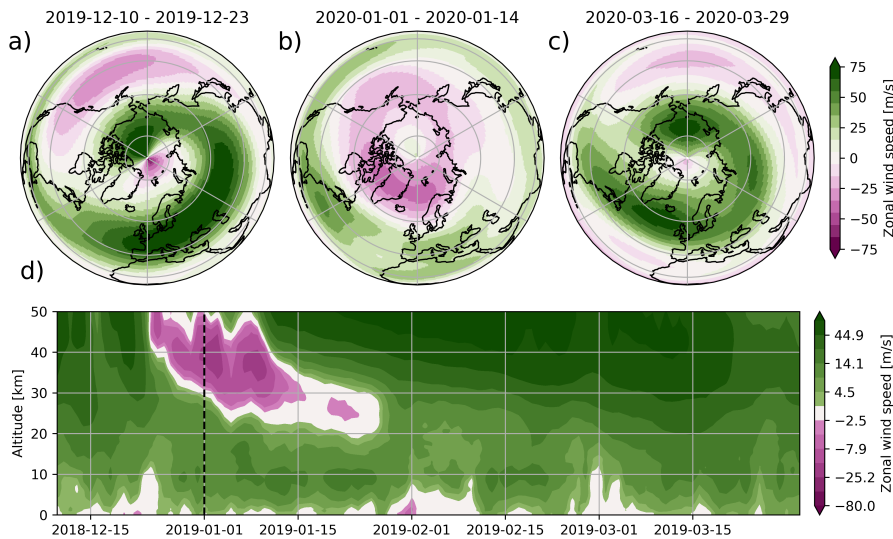 2019-12-10 - 2019-12-23
2020-01-01 - 2020-01-14
2020-03-16 - 2020-03-29
a)
b)
c)
75
50
25
0
−25
−50
−75
Zonal wind speed [m/s]
d)
50
40
30
20
10
0
Altitude [km]
2018-12-15
2019-01-01
2019-01-15
2019-02-01
2019-02-15
2019-03-01
2019-03-15
44.9
14.1
4.5
−2.5
−7.9
−25.2
−80.0
Zonal wind speed [m/s]